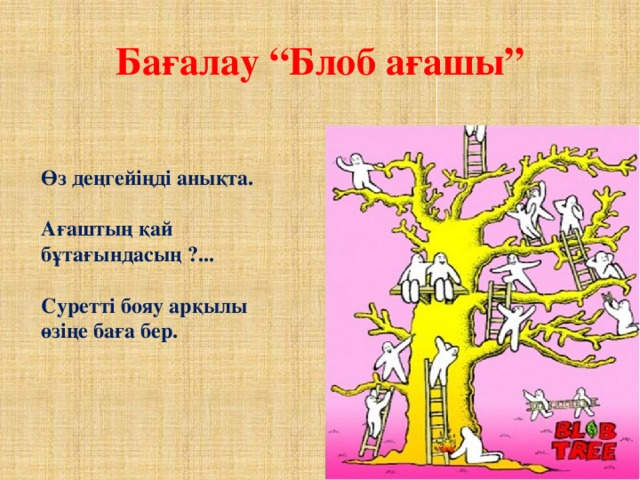 Бағалау “Блоб ағашы”
Өз деңгейіңді анықта.
Ағаштың қай
бұтағындасың ?...
Суретті бояу арқылы
өзіңе баға бер.
BLOB
TREE